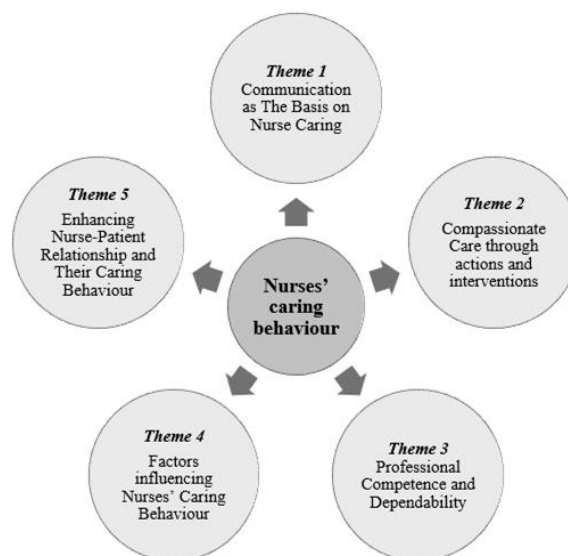 Theme 1
Communication
as The Basis on
Nurse Caring
Theme 2
Compassionate
Care through
actions and
interventions
Theme 3
Professional
Competence and
Dependability
Theme 4
Factors
influencing
Nurses' Caring
Behaviour
Theme 5
Enhancing
Nurse-Patient
Relationship and
Their Caring
Behaviour
Nurses’
caring
behaviour